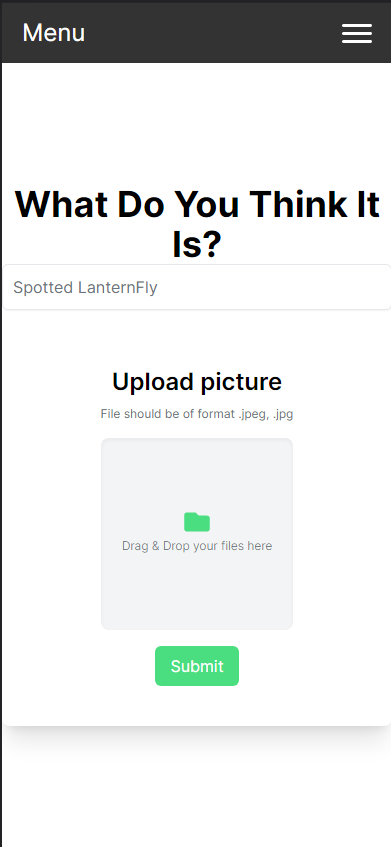 Menu
What Do You Think It
Is?
Spotted LanternFly
Upload picture
File should be of format .jpeg, .jpg
Drag & Drop your files here
Submit